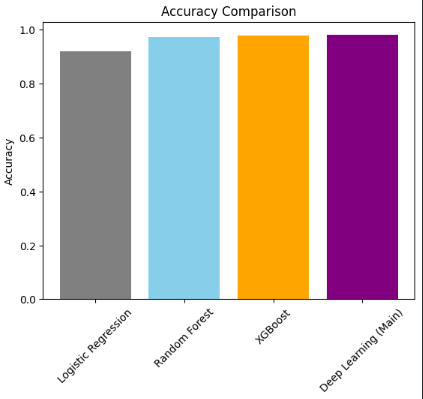 Accuracy Comparison
1.0
0.8
0.6
0.4
0.2
0.0
Accuracy
Logistic Regression
Random Forest
XGBoost
Deep Learning (Main)